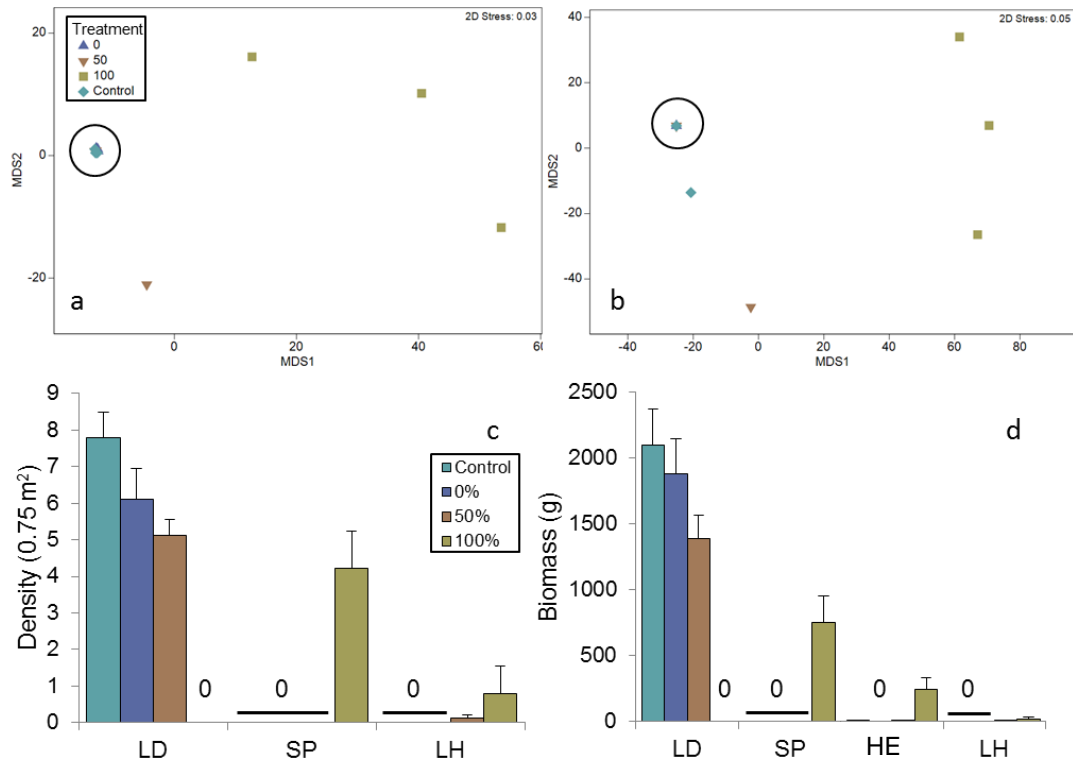 2D Stress: 0.03
Treatment
0
50
100
Control
20
0
-20
MDS2
a
0
20
40
60
MDS1
2D Stress: 0.05
40
20
0
-20
-40
MDS2
b
-40
-20
0
20
40
60
80
MDS1
9
8
7
6
5
4
3
2
1
0
Density (0.75 m²)
c
Control
0%
50%
100%
0
0
0
LD
SP
LH
2500
2000
1500
1000
500
0
Biomass (g)
d
0
0
0
0
LD
SP
HE
LH